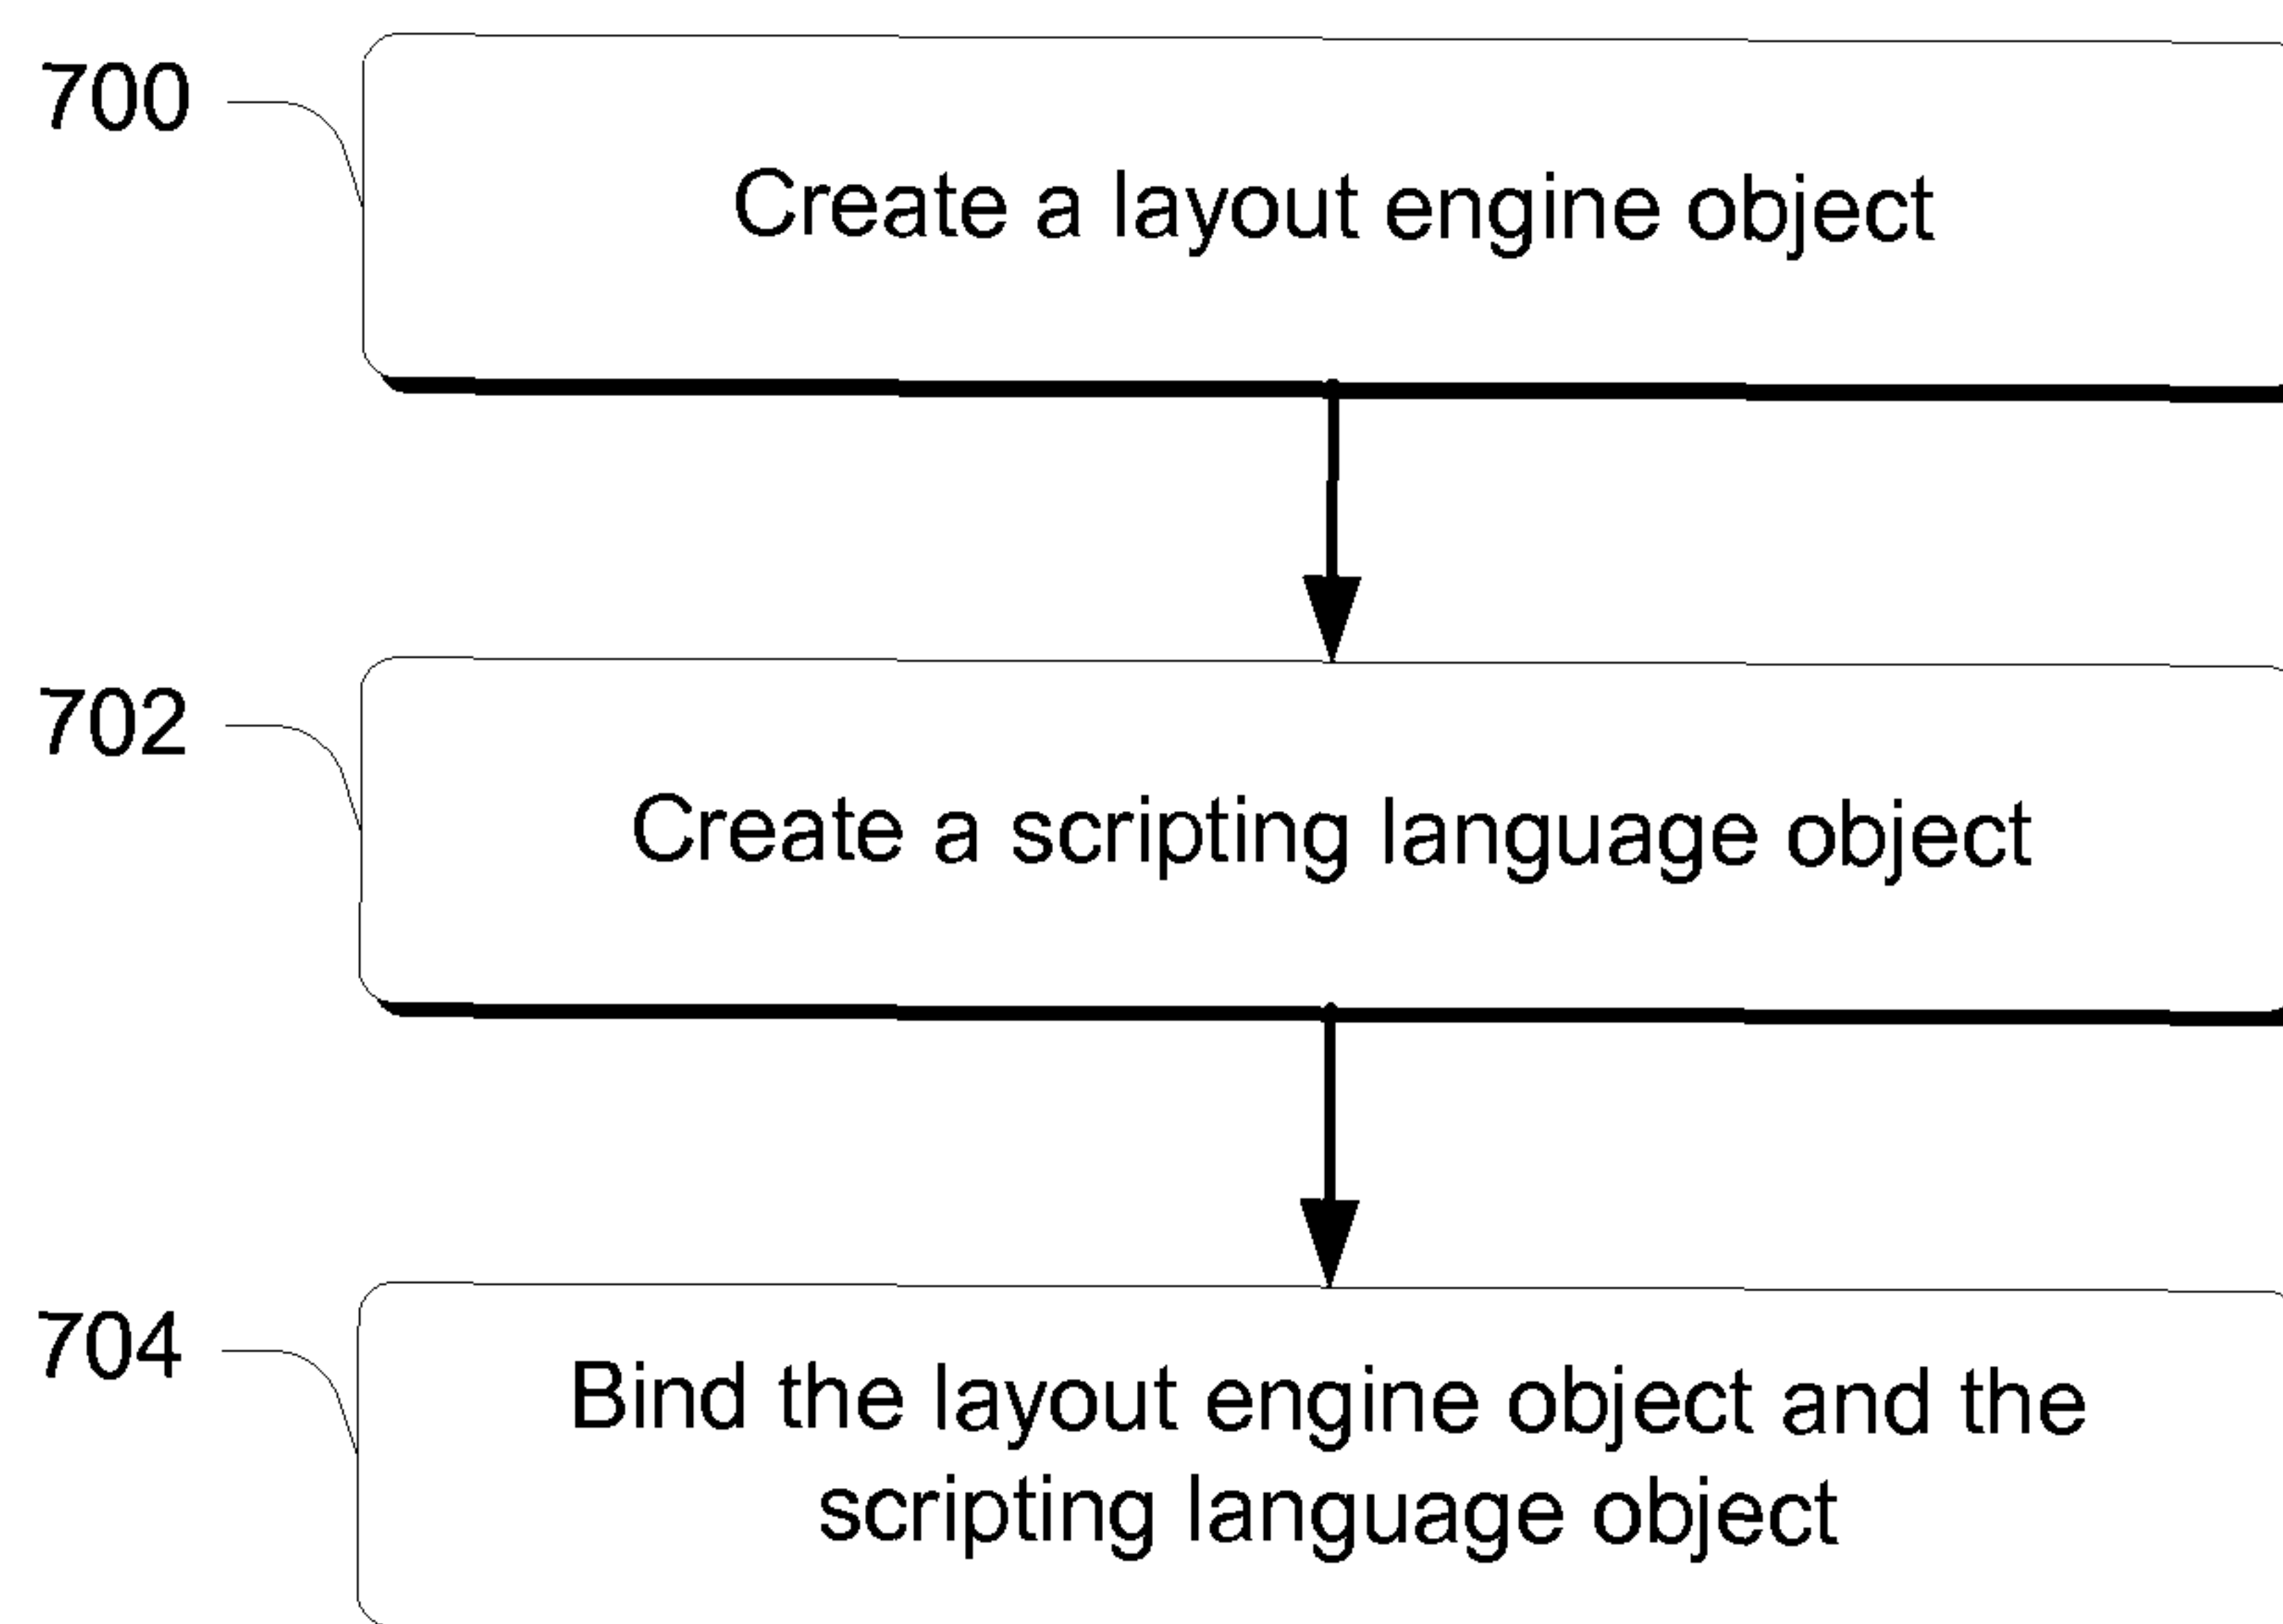 700
Create a layout engine object
702
Create a scripting language object
704
Bind the layout engine object and the
scripting language object